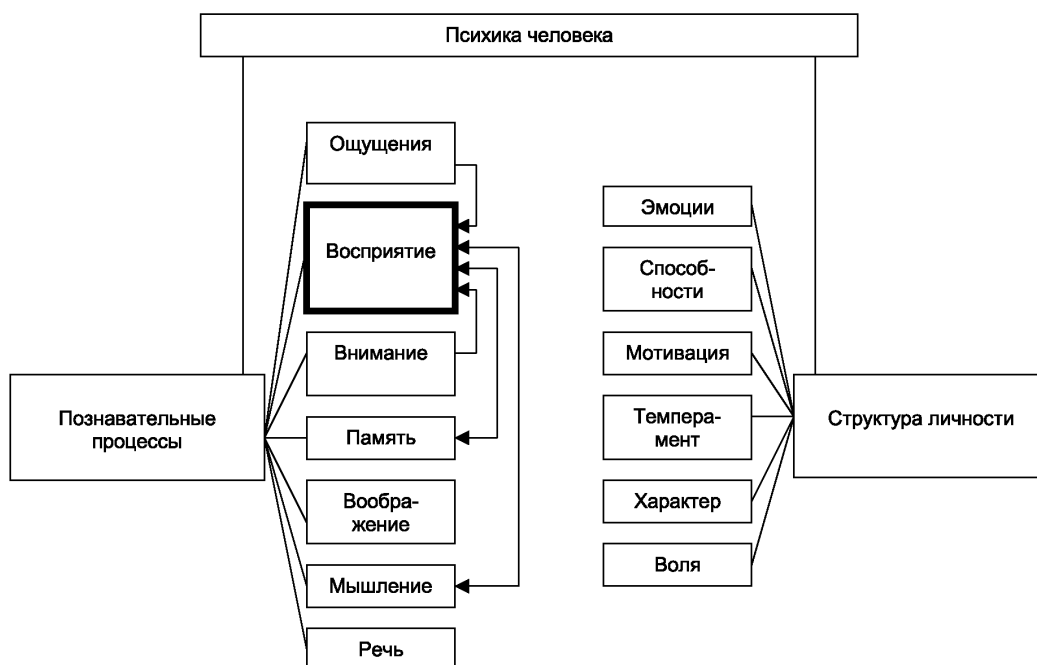 Психика человека
Ощущения
Восприятие
Внимание
Познавательные
процессы
Память
Вообра-
жение
Мышление
Речь
Эмоции
Способ-
ности
Мотивация
Темпера-
мент
Характер
Воля
Структура личности